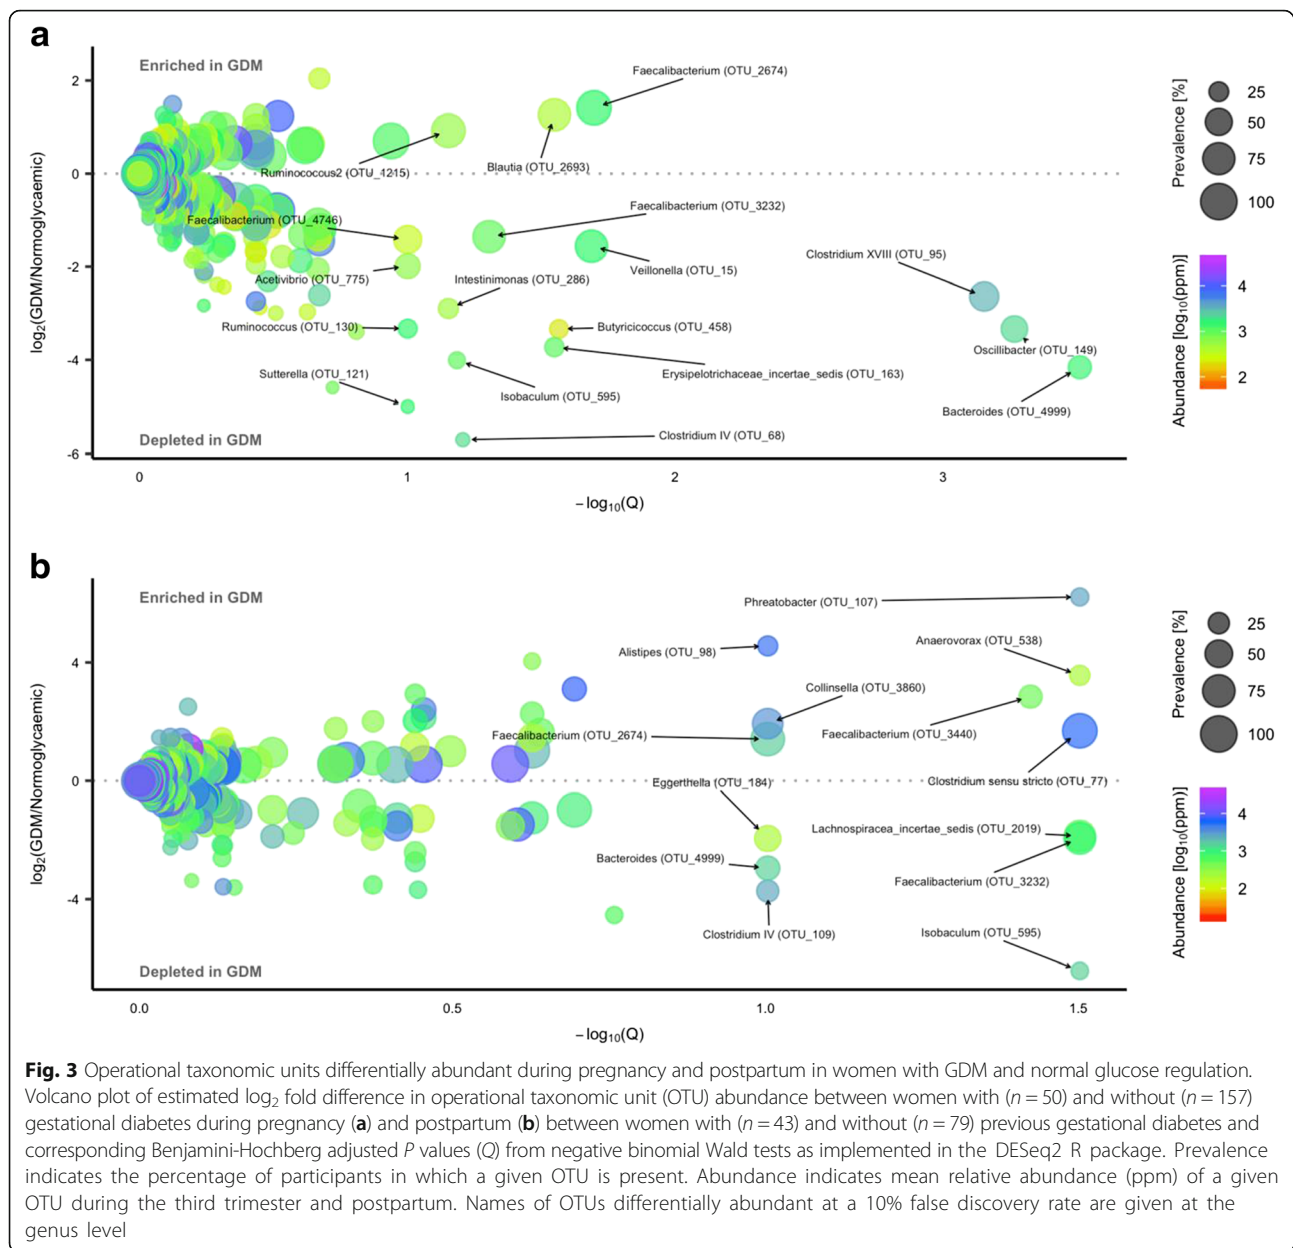 a
Enriched in GDM
Depleted in GDM
log2(GDM/Normoglycaemic)
2
0
-2
-4
-6
0
1
2
3
−log10(Q)
Faecalibacterium (OTU_2674)
Blautia (OTU_2693)
Ruminococcus2 (OTU_1215)
Faecalibacterium (OTU_3232)
Faecalibacterium (OTU_4746)
Clostridium XVIII (OTU_95)
Veillonella (OTU_15)
Acetivibrio (OTU_775)
Intestinimonas (OTU_286)
Ruminococcus (OTU_130)
Butyricicoccus (OTU_458)
Oscillibacter (OTU_149)
Sutterella (OTU_121)
Erysipelotrichaceae_incertae_sedis (OTU_163)
Isobaculum (OTU_595)
Bacteroides (OTU_4999)
Clostridium IV (OTU_68)
Prevalence [%]
25
50
75
100
Abundance [log10(ppm)]
4
3
2
b
Enriched in GDM
Depleted in GDM
log2(GDM/Normoglycaemic)
4
0
-4
0.0
0.5
1.0
1.5
−log10(Q)
Phreatobacter (OTU_107)
Alistipes (OTU_98)
Anaerovorax (OTU_538)
Collinsella (OTU_3860)
Faecalibacterium (OTU_2674)
Faecalibacterium (OTU_3440)
Eggerthella (OTU_184)
Clostridium sensu stricto (OTU_77)
Lachnospiracea_incertae_sedis (OTU_2019)
Bacteroides (OTU_4999)
Faecalibacterium (OTU_3232)
Clostridium IV (OTU_109)
Isobaculum (OTU_595)
Prevalence [%]
25
50
75
100
Abundance [log10(ppm)]
4
3
2
Fig. 3 Operational taxonomic units differentially abundant during pregnancy and postpartum in women with GDM and normal glucose regulation.
Volcano plot of estimated log2 fold difference in operational taxonomic unit (OTU) abundance between women with (n = 50) and without (n = 157)
gestational diabetes during pregnancy (a) and postpartum (b) between women with (n = 43) and without (n = 79) previous gestational diabetes and
corresponding Benjamini-Hochberg adjusted P values (Q) from negative binomial Wald tests as implemented in the DESeq2 R package. Prevalence
indicates the percentage of participants in which a given OTU is present. Abundance indicates mean relative abundance (ppm) of a given
OTU during the third trimester and postpartum. Names of OTUs differentially abundant at a 10% false discovery rate are given at the
genus level